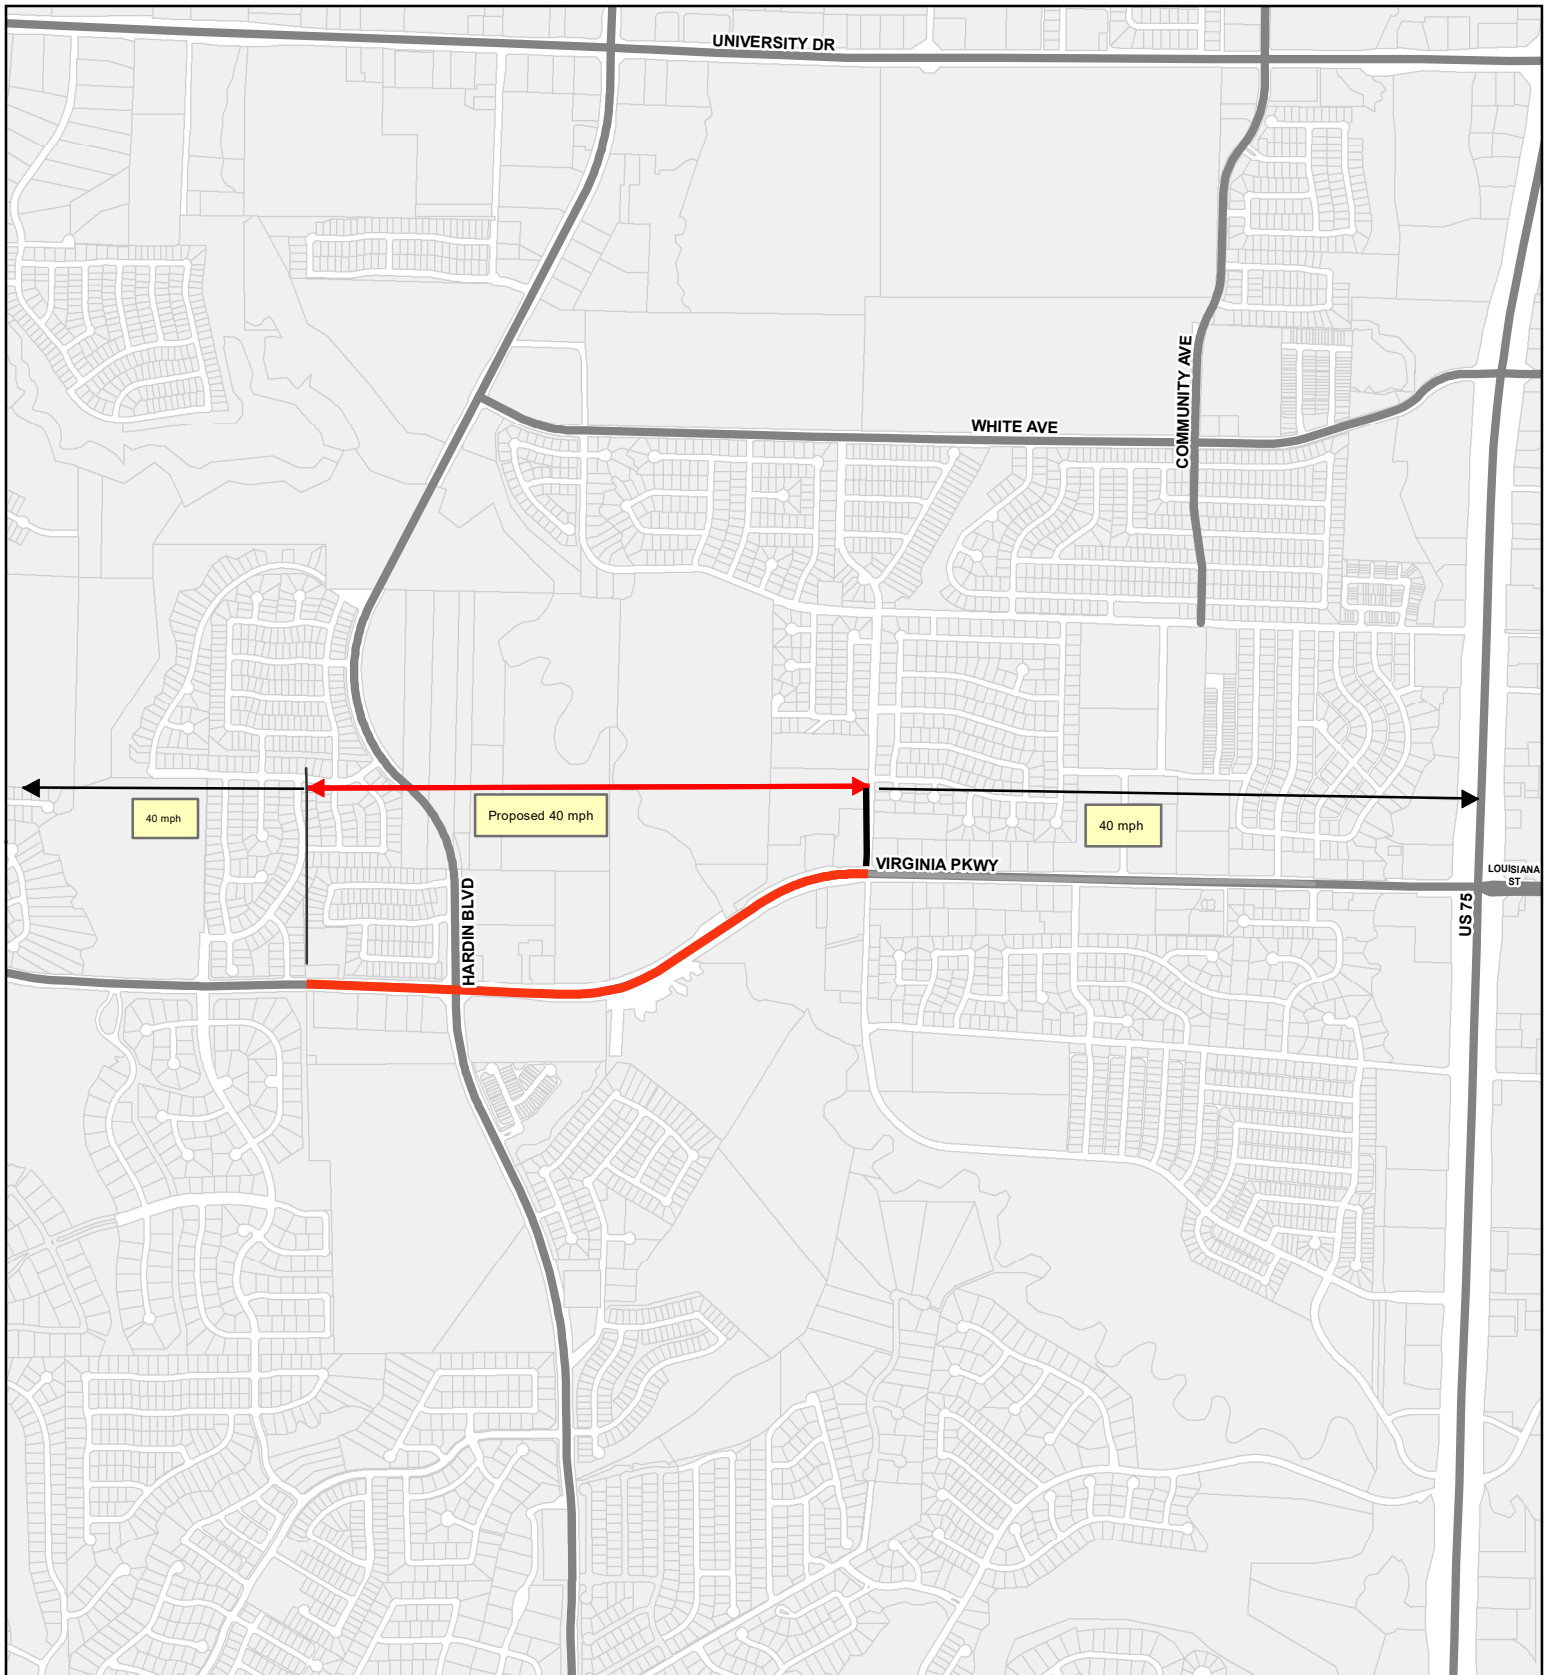 UNIVERSITY DR
COMMUNITY AVE
WHITE AVE
40 mph
Proposed 40 mph
40 mph
VIRGINIA PKWY
LOUISIANA
ST
HARDIN BLVD
US 75